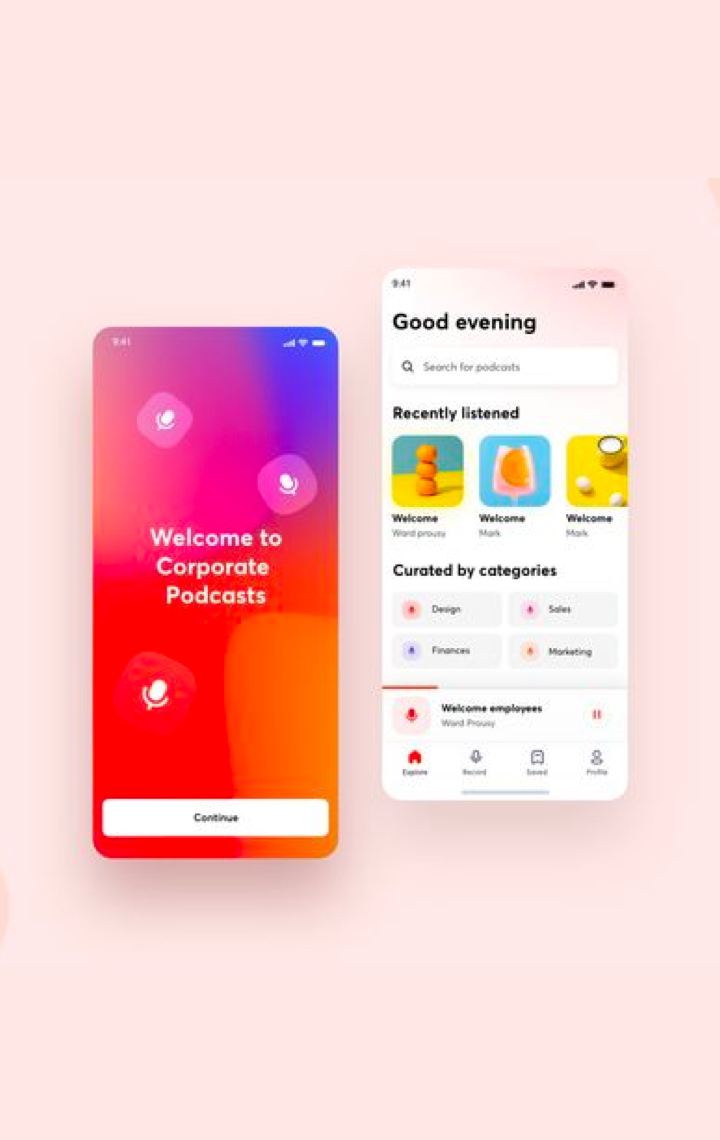 9:41
Welcome to
Corporate
Podcasts
Continue
9:41
Good evening
Search for podcasts
Recently listened
Welcome
Ward prousy
Welcome
Mark
Welcome
Mark
Curated by categories
Design
Sales
Finances
Marketing
Welcome employees
Ward Prousy
Explore
Record
Saved
Profile